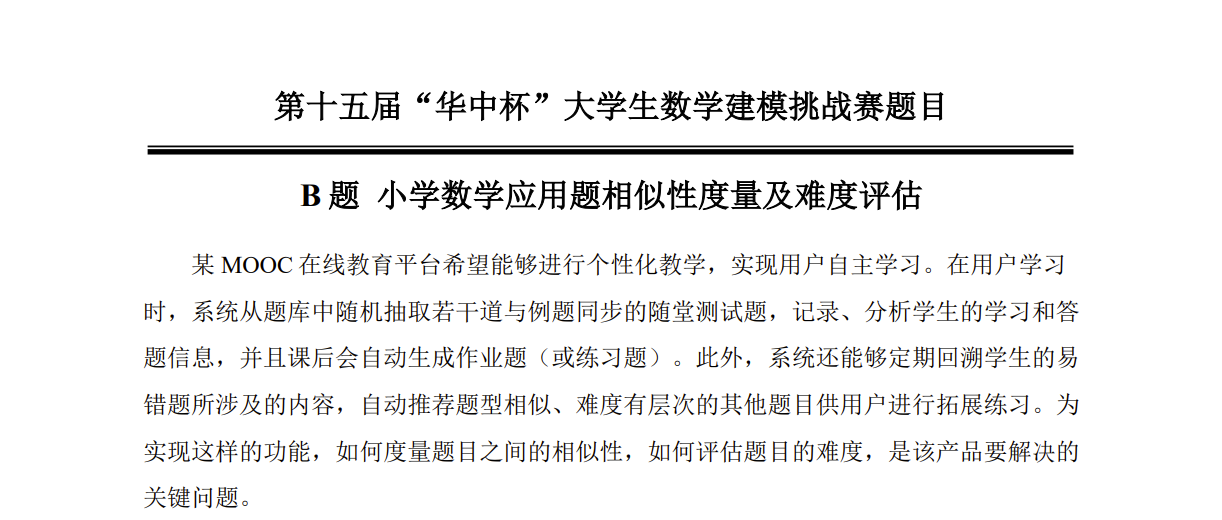 第十五届“华中杯”大学生数学建模挑战赛题目
B 题 小学数学应用题相似性度量及难度评估
某 MOOC 在线教育平台希望能够进行个性化教学，实现用户自主学习。在用户学习
时，系统从题库中随机抽取若干道与例题同步的随堂测试题，记录、分析学生的学习和答
题信息，并且课后会自动生成作业题（或练习题）。此外，系统还能够定期回溯学生的易
错题所涉及的内容，自动推荐题型相似、难度有层次的其他题目供用户进行拓展练习。为
实现这样的功能，如何度量题目之间的相似性，如何评估题目的难度，是该产品要解决的
关键问题。